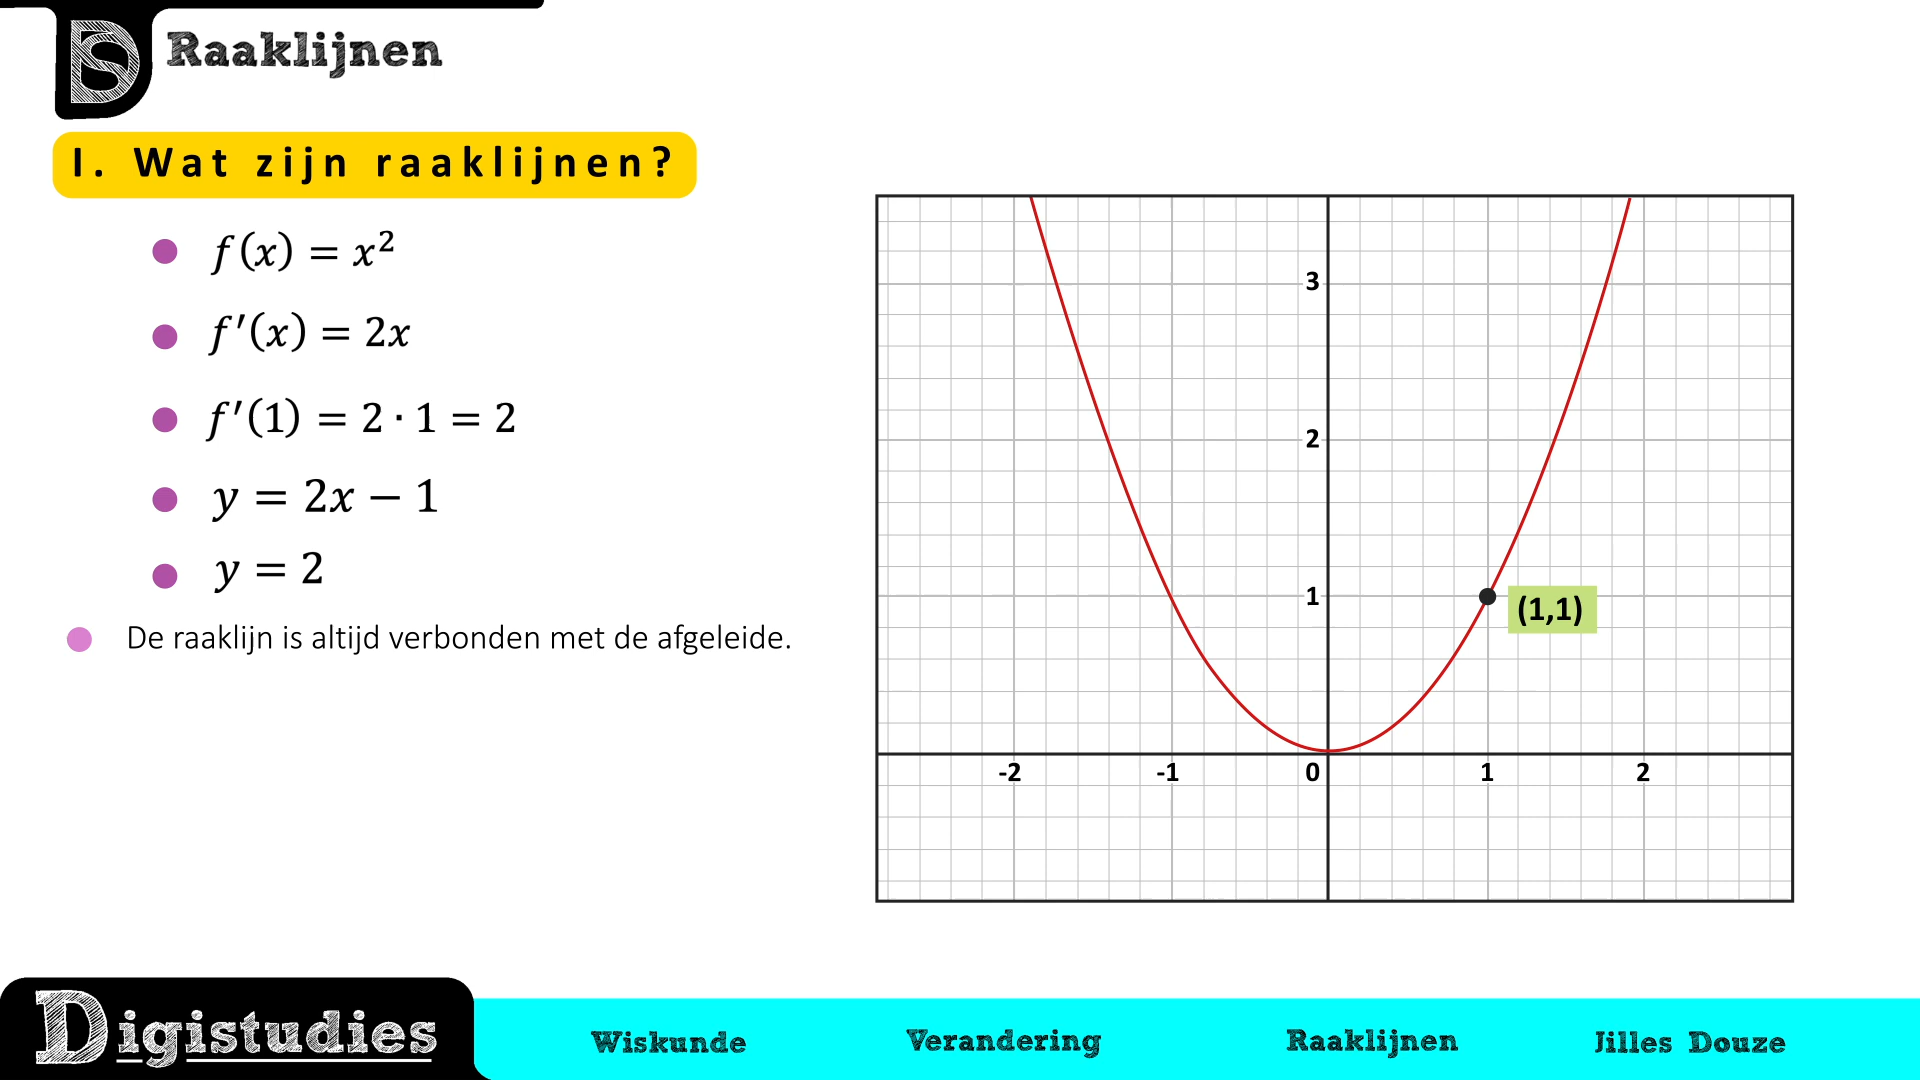 DS Raaklijnen
I. Wat zijn raaklijnen?
f(x) = x²
f′(x) = 2x
f′(1) = 2 · 1 = 2
y = 2x − 1
y = 2
De raaklijn is altijd verbonden met de afgeleide.
3
2
1
(1,1)
-2 -1 0 1 2
Digistudies Wiskunde Verandering Raaklijnen Jilles Douze